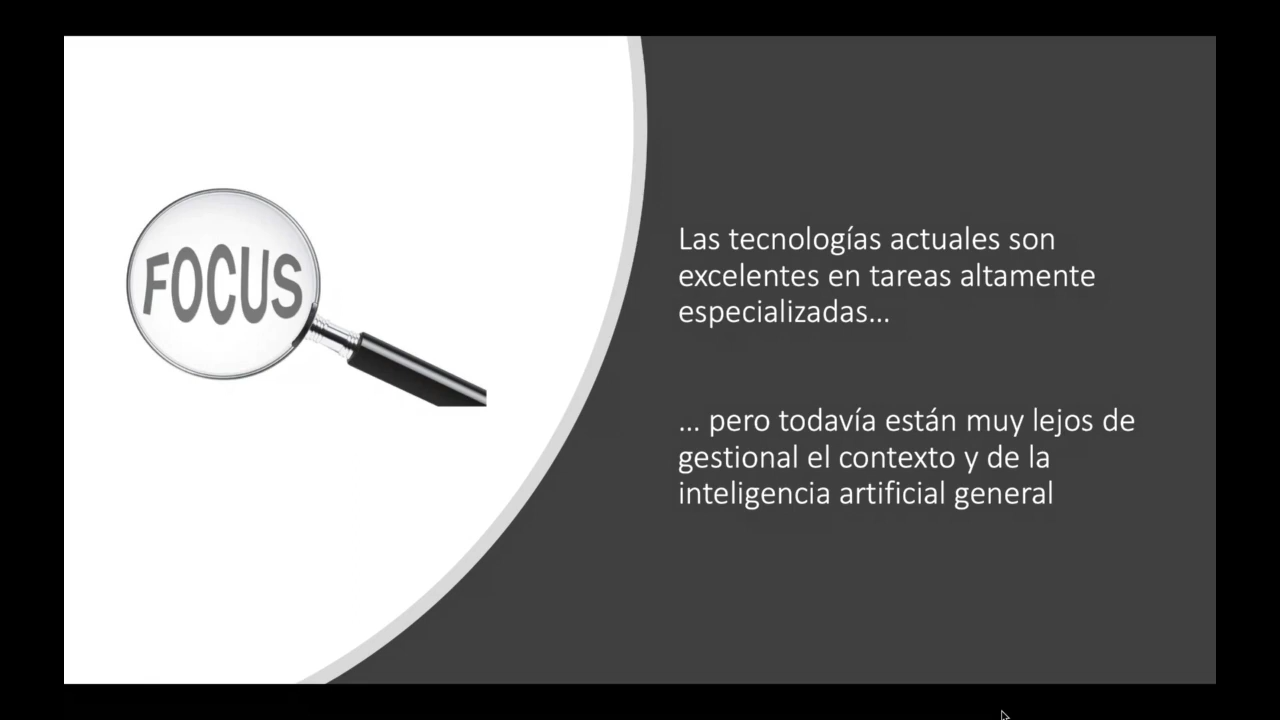 FOCUS
Las tecnologías actuales son
excelentes en tareas altamente
especializadas...
... pero todavía están muy lejos de
gestional el contexto y de la
inteligencia artificial general